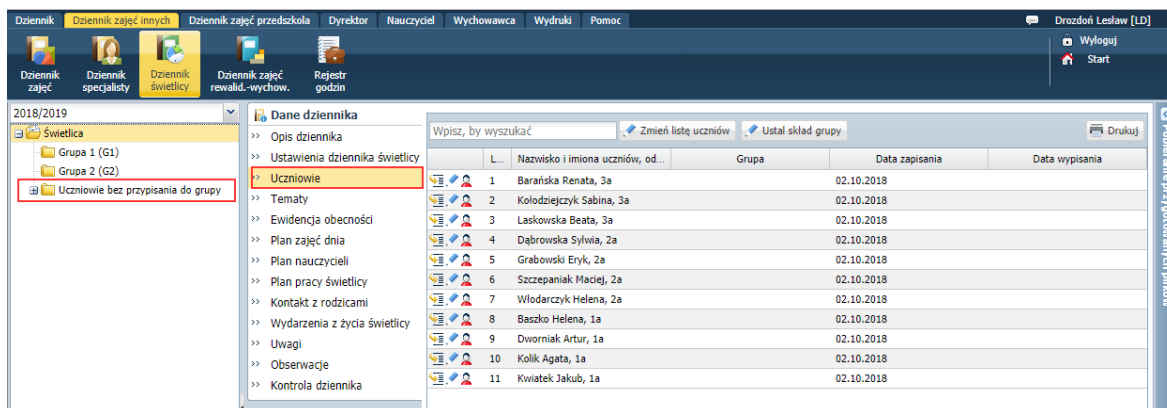 Dziennik Dziennik zajęć innych Dziennik zajęć przedszkola Dyrektor Nauczyciel Wychowawca Wydruki Pomoc Drozdoń Lesław [LD]
Wyloguj
Start
Dziennik zajęć
Dziennik specjalisty
Dziennik świetlicy
Dziennik zajęć rewalid.-wychow.
Rejestr godzin
2018/2019
Świetlica
Grupa 1 (G1)
Grupa 2 (G2)
Uczniowie bez przypisania do grupy
Dane dziennika
>> Opis dziennika
>> Ustawienia dziennika świetlicy
>> Uczniowie
>> Tematy
>> Ewidencja obecności
>> Plan zajęć dnia
>> Plan nauczycieli
>> Plan pracy świetlicy
>> Kontakt z rodzicami
>> Wydarzenia z życia świetlicy
>> Uwagi
>> Obserwacje
>> Kontrola dziennika
Wpisz, by wyszukać Zmień listę uczniów Ustal skład grupy Drukuj
L... Nazwisko i imiona uczniów, od... Grupa Data zapisania Data wypisania
1 Barańska Renata, 3a 02.10.2018
2 Kołodziejczyk Sabina, 3a 02.10.2018
3 Laskowska Beata, 3a 02.10.2018
4 Dąbrowska Sylwia, 2a 02.10.2018
5 Grabowski Eryk, 2a 02.10.2018
6 Szczepaniak Maciej, 2a 02.10.2018
7 Włodarczyk Helena, 2a 02.10.2018
8 Baszko Helena, 1a 02.10.2018
9 Dworniak Artur, 1a 02.10.2018
10 Kolik Agata, 1a 02.10.2018
11 Kwiatek Jakub, 1a 02.10.2018